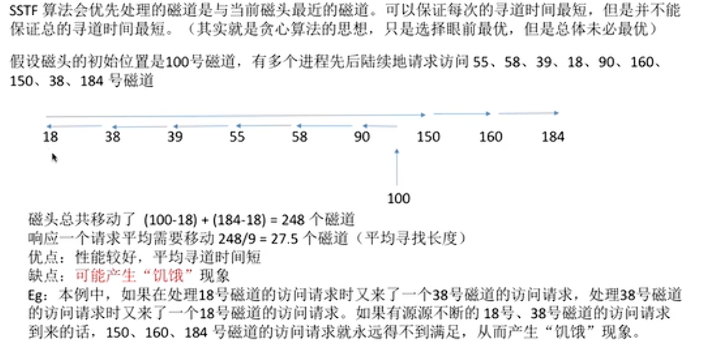 SSTF 算法会优先处理的磁道是与当前磁头最近的磁道。可以保证每次的寻道时间最短，但是并不能
保证总的寻道时间最短。（其实就是贪心算法的思想，只是选择眼前最优，但是总体未必最优）
假设磁头的初始位置是100号磁道，有多个进程先后陆续地请求访问 55、58、39、18、90、160、
150、38、184 号磁道
18 38 39 55 58 90 150 160 184
100
磁头总共移动了 (100-18) + (184-18) = 248 个磁道
响应一个请求平均需要移动 248/9 = 27.5 个磁道（平均寻找长度）
优点：性能较好，平均寻道时间短
缺点：可能产生“饥饿”现象
Eg：本例中，如果在处理18号磁道的访问请求时又来了一个38号磁道的访问请求，处理38号磁道
的访问请求时又来了一个18号磁道的访问请求。如果有源源不断的 18号、38号磁道的访问请求
到来的话，150、160、184 号磁道的访问请求就永远得不到满足，从而产生“饥饿”现象。